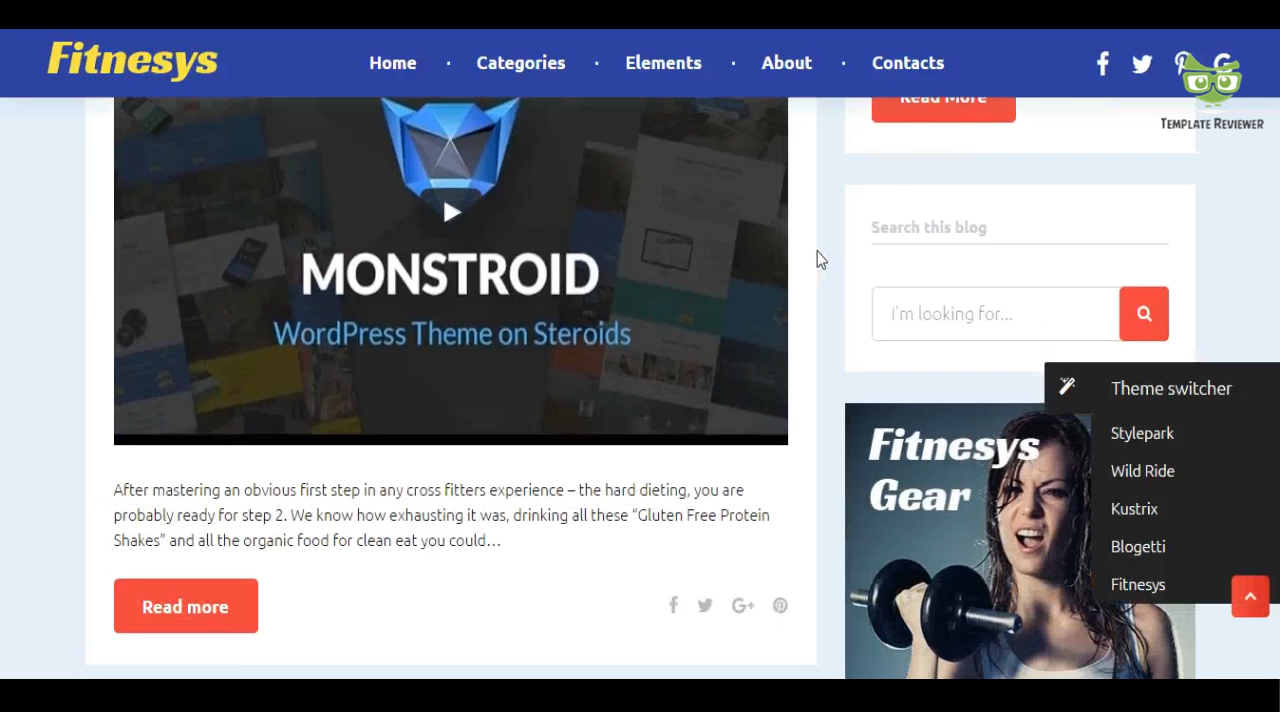 Fitnesys
Home · Categories · Elements · About · Contacts
TEMPLATE REVIEWER
Read More
MONSTROID
WordPress Theme on Steroids
After mastering an obvious first step in any cross fitters experience – the hard dieting, you are
probably ready for step 2. We know how exhausting it was, drinking all these “Gluten Free Protein
Shakes” and all the organic food for clean eat you could…
Read more
Search this blog
I'm looking for...
Fitnesys
Gear
Theme switcher
Stylepark
Wild Ride
Kustrix
Blogetti
Fitnesys